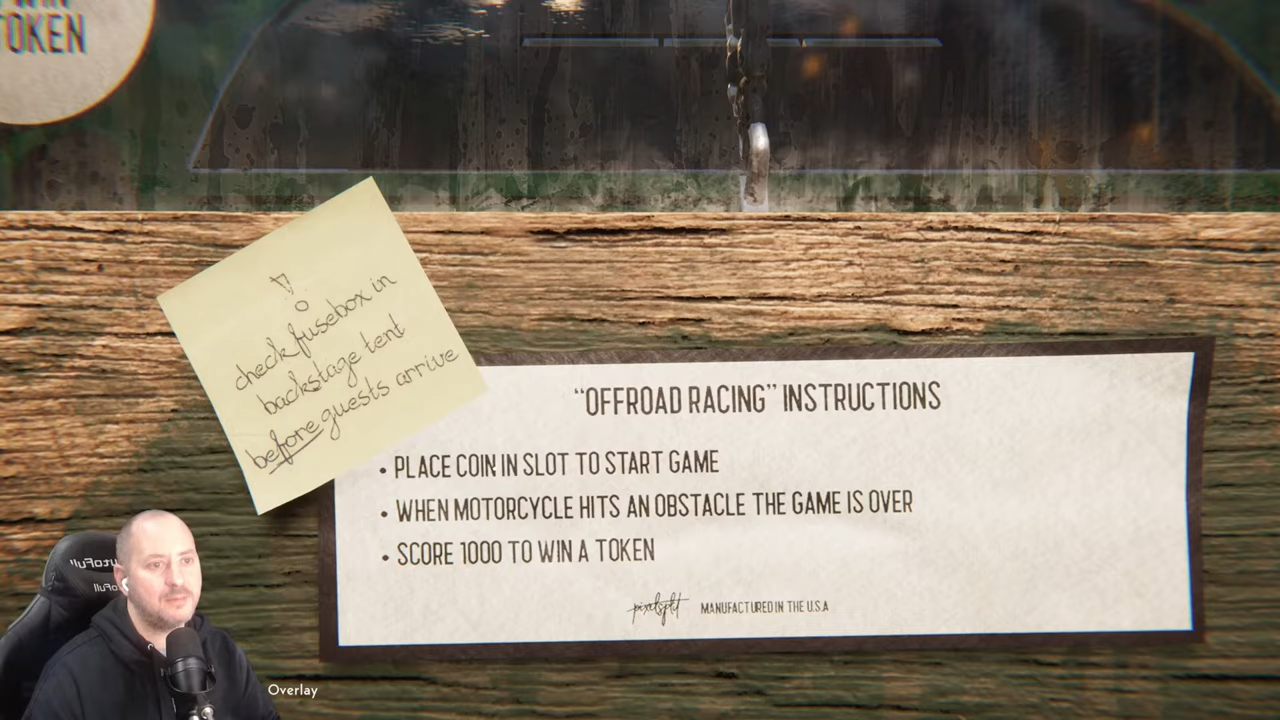 WIN
TOKEN
!
check fusebox in
backstage tent
before guests arrive
"OFFROAD RACING" INSTRUCTIONS
• PLACE COIN IN SLOT TO START GAME
• WHEN MOTORCYCLE HITS AN OBSTACLE THE GAME IS OVER
• SCORE 1000 TO WIN A TOKEN
pixelsplit MANUFACTURED IN THE U.S.A
AutoFull
Overlay